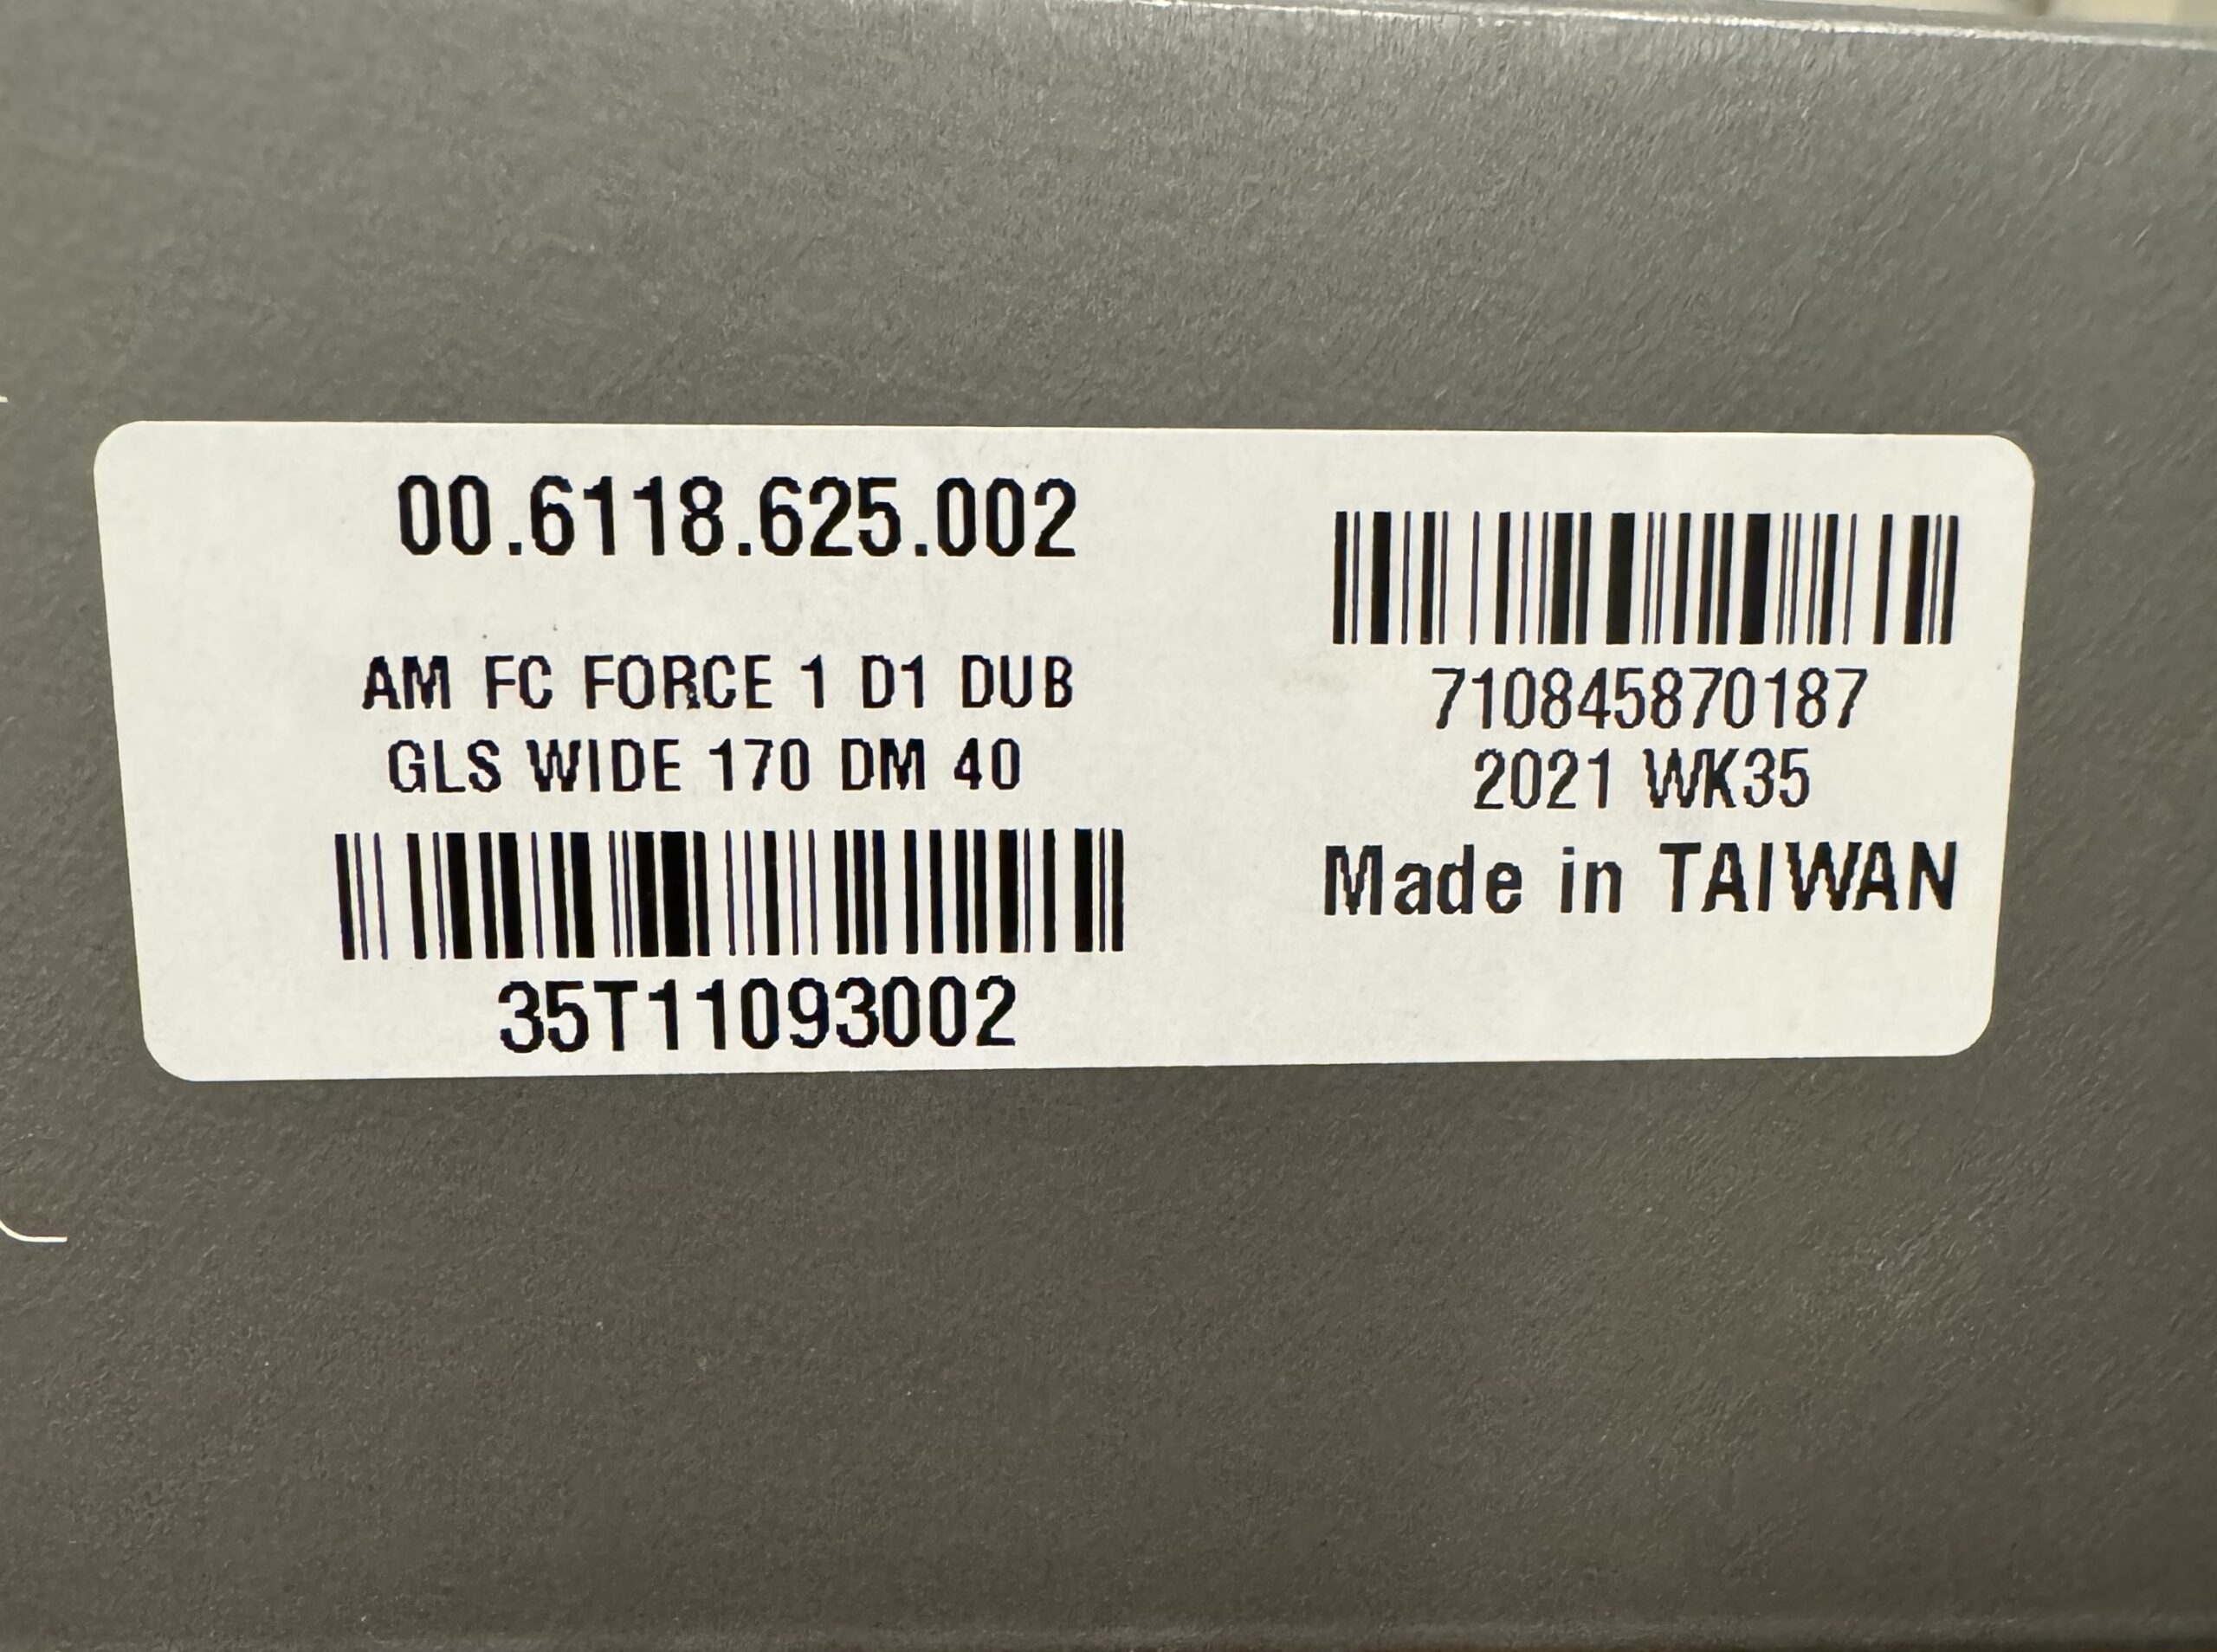 00.6118.625.002
AM FC FORCE 1 D1 DUB
GLS WIDE 170 DM 40
35T11093002
710845870187
2021 WK35
Made in TAIWAN